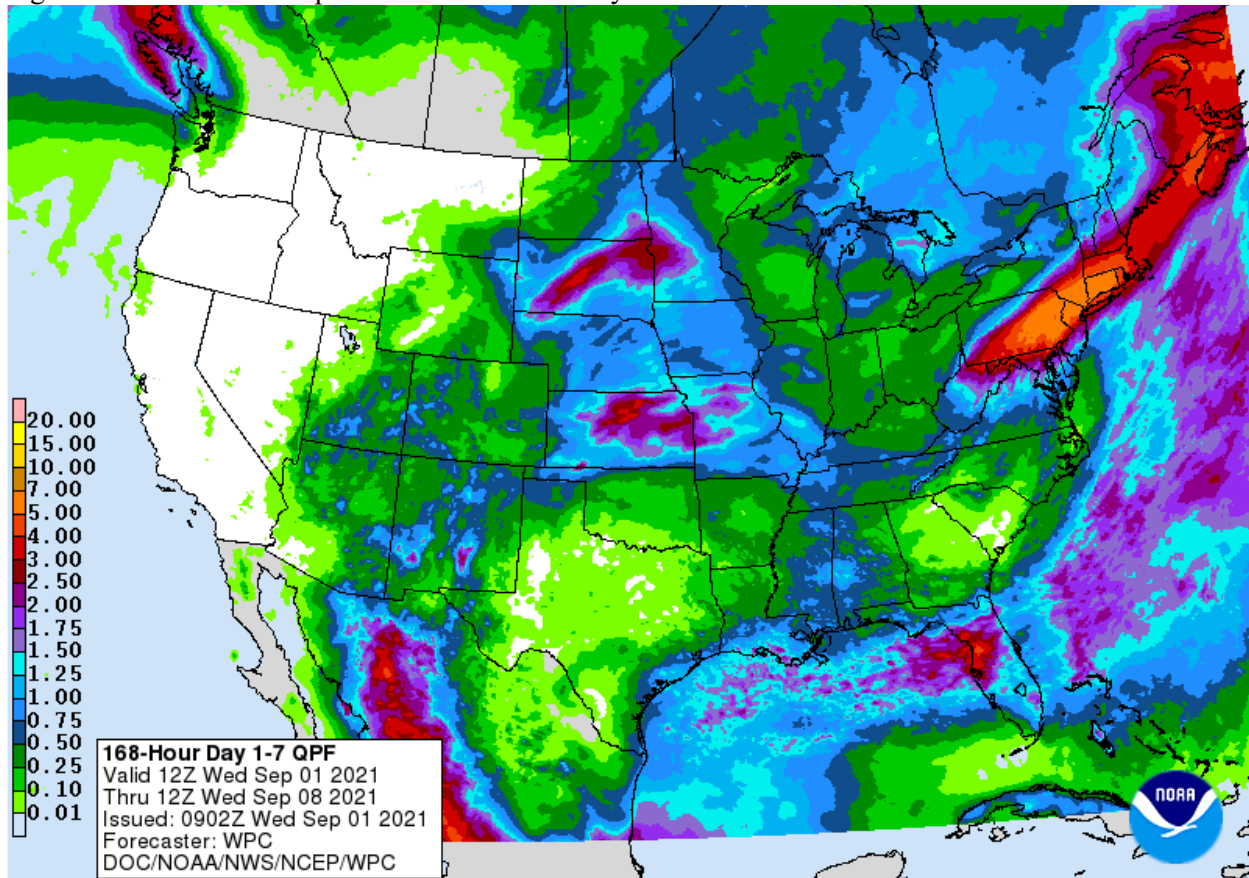 20.00
15.00
10.00
7.00
5.00
4.00
3.00
2.50
2.00
1.75
1.50
1.25
1.00
0.75
0.50
0.25
0.10
0.01
168-Hour Day 1-7 QPF
Valid 12Z Wed Sep 01 2021
Thru 12Z Wed Sep 08 2021
Issued: 0902Z Wed Sep 01 2021
Forecaster: WPC
DOC/NOAA/NWS/NCEP/WPC
NOAA